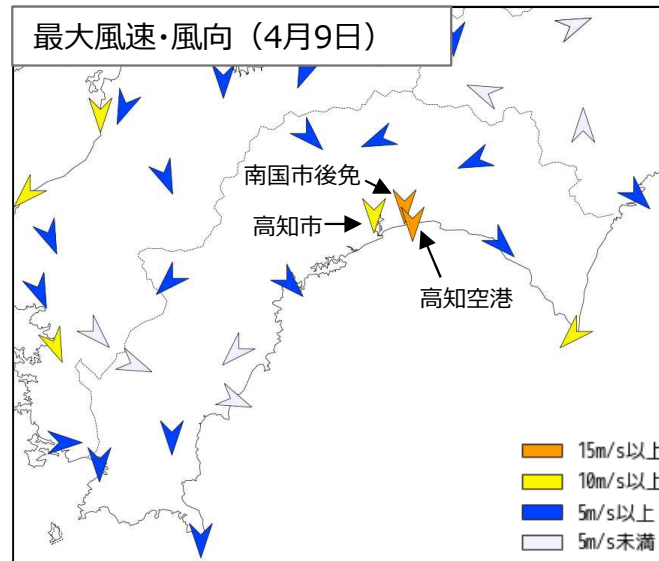 最大風速・風向（4月9日）
南国市後免
高知市
高知空港
15m/s以上
10m/s以上
5m/s以上
5m/s未満